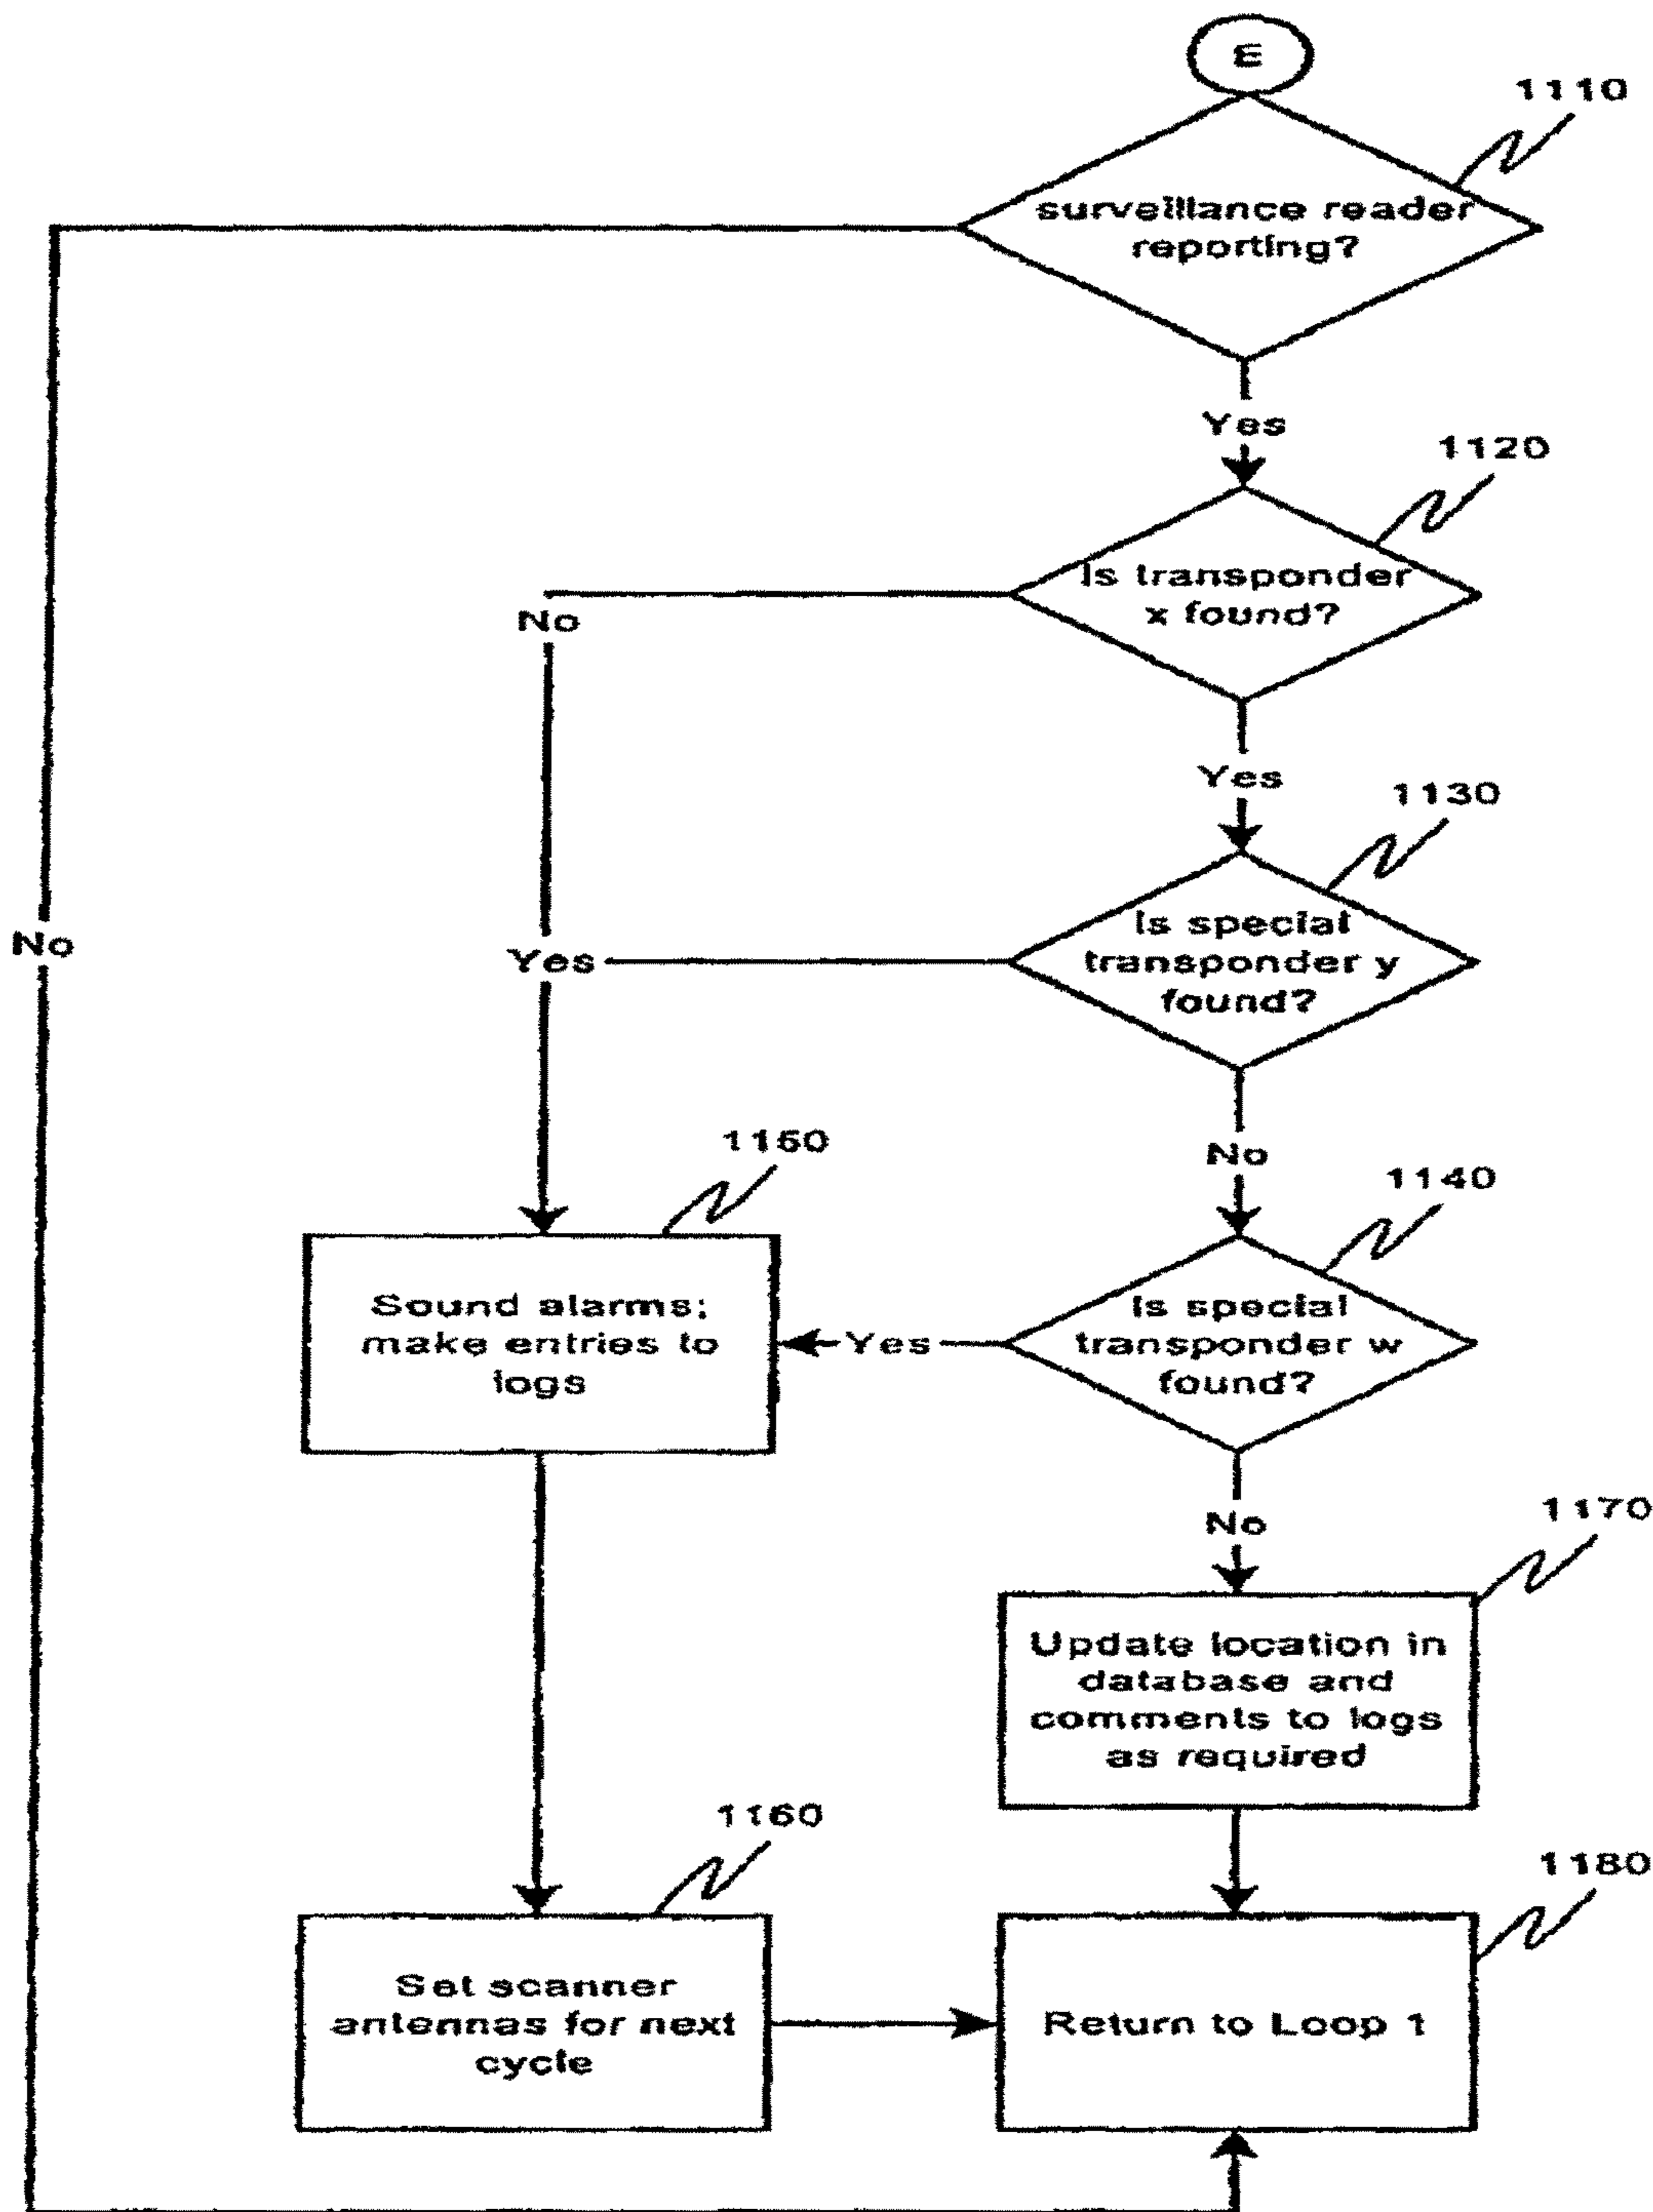 E
1110
surveillance reader
reporting?
Yes
1120
Is transponder
x found?
No
Yes
1130
Is special
transponder y
found?
No
Yes
1150
No
1140
Sound alarms;
make entries to
logs
Yes
Is special
transponder w
found?
No
1170
Update location in
database and
comments to logs
as required
1160
1180
Set scanner
antennas for next
cycle
Return to Loop 1